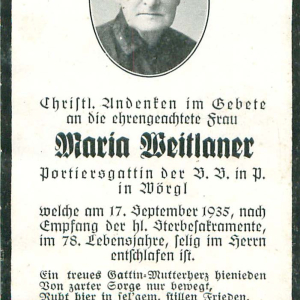 Christl. Andenken im Gebete
an die ehrengeachtete Frau
Maria Weitlaner
Portiersgattin der B. B. in P.
in Wörgl
welche am 17. September 1935, nach
Empfang der hl. Sterbesakramente,
im 78. Lebensjahre, selig im Herrn
entschlafen ist.
Ein treues Gattin-Mutterherz hienieden
Von zarter Sorge nur bewegt,
Ruht hier in sel'gem, stillen Frieden,